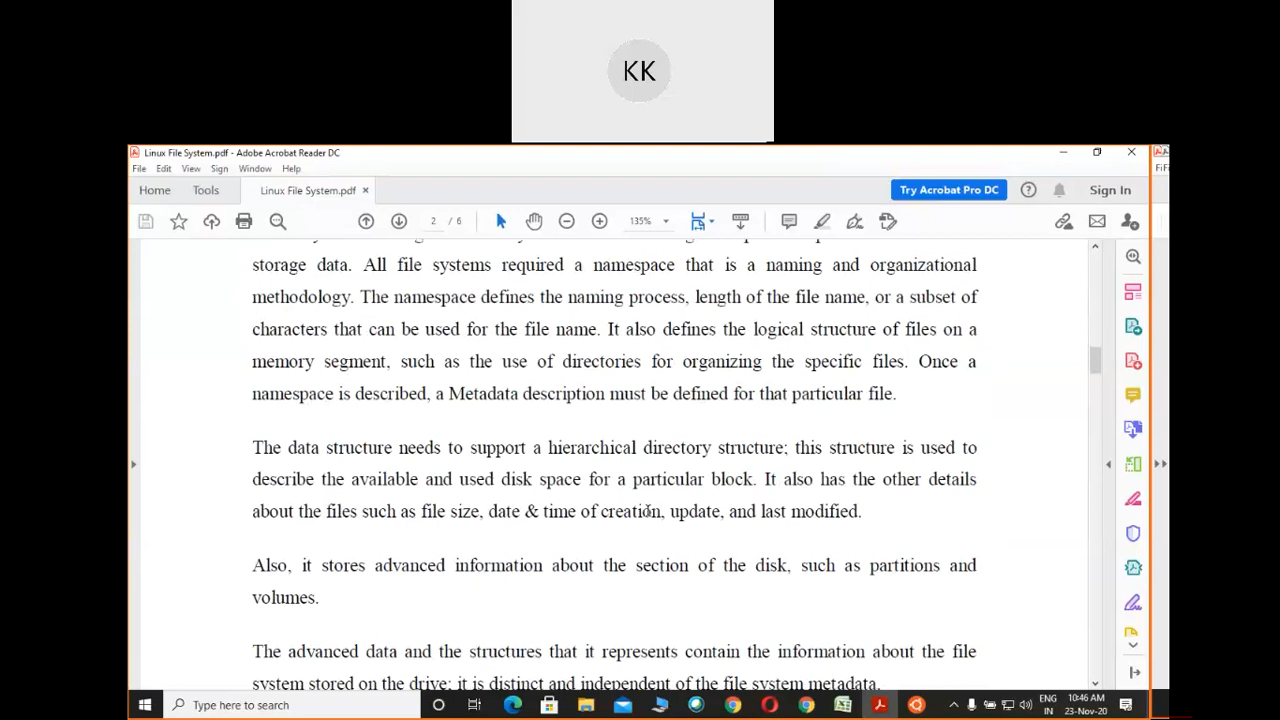 KK
Linux File System.pdf - Adobe Acrobat Reader DC
File Edit View Sign Window Help
Home Tools Linux File System.pdf × Try Acrobat Pro DC Sign In
2 / 6 135%
storage data. All file systems required a namespace that is a naming and organizational
methodology. The namespace defines the naming process, length of the file name, or a subset of
characters that can be used for the file name. It also defines the logical structure of files on a
memory segment, such as the use of directories for organizing the specific files. Once a
namespace is described, a Metadata description must be defined for that particular file.
The data structure needs to support a hierarchical directory structure; this structure is used to
describe the available and used disk space for a particular block. It also has the other details
about the files such as file size, date & time of creation, update, and last modified.
Also, it stores advanced information about the section of the disk, such as partitions and
volumes.
The advanced data and the structures that it represents contain the information about the file
system stored on the drive; it is distinct and independent of the file system metadata.
Type here to search
ENG
IN
10:46 AM
23-Nov-20